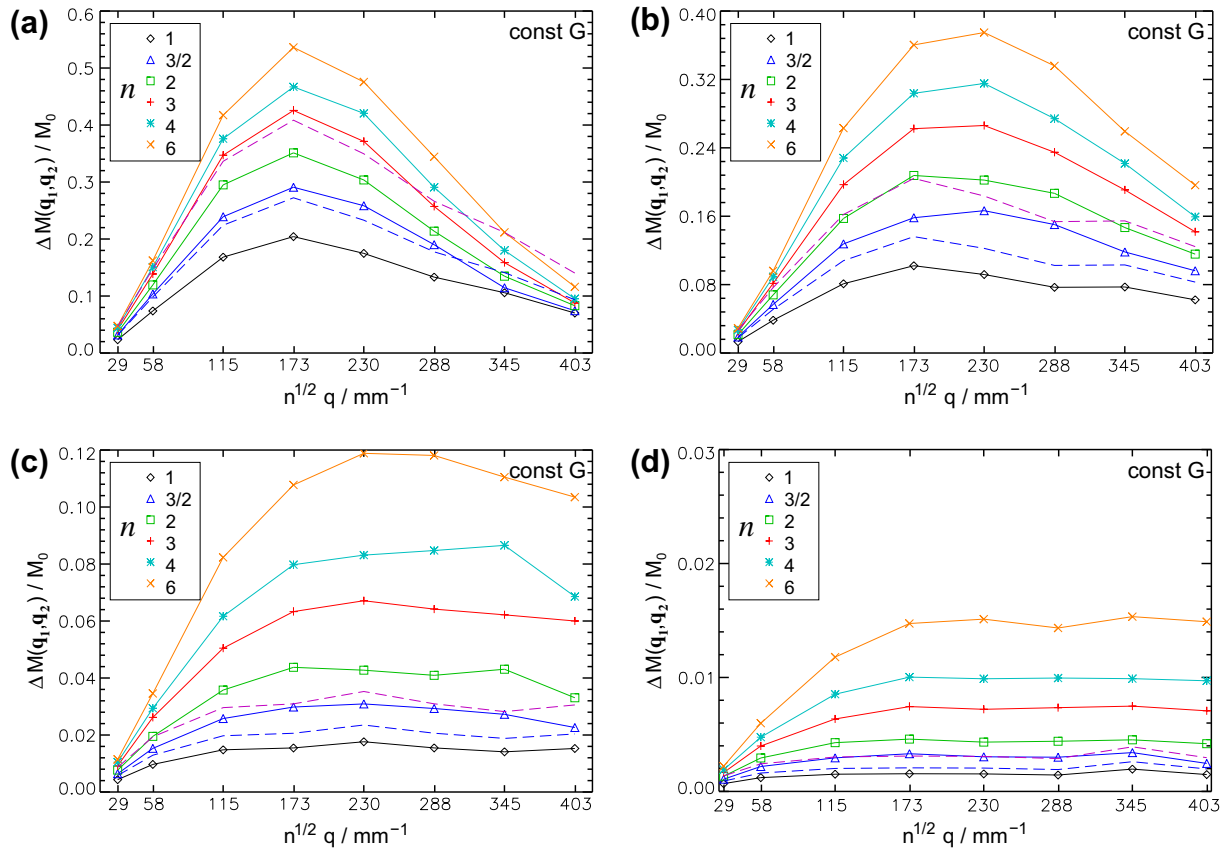 (a)
const G
0.6
0.5
0.4
0.3
0.2
0.1
0.0
ΔM(q₁,q₂) / M₀
n
1
3/2
2
3
4
6
29 58 115 173 230 288 345 403
n^1/2 q / mm⁻¹
(b)
const G
0.40
0.32
0.24
0.16
0.08
0.00
ΔM(q₁,q₂) / M₀
n
1
3/2
2
3
4
6
29 58 115 173 230 288 345 403
n^1/2 q / mm⁻¹
(c)
const G
0.12
0.10
0.08
0.06
0.04
0.02
0.00
ΔM(q₁,q₂) / M₀
n
1
3/2
2
3
4
6
29 58 115 173 230 288 345 403
n^1/2 q / mm⁻¹
(d)
const G
0.03
0.02
0.01
0.00
ΔM(q₁,q₂) / M₀
n
1
3/2
2
3
4
6
29 58 115 173 230 288 345 403
n^1/2 q / mm⁻¹